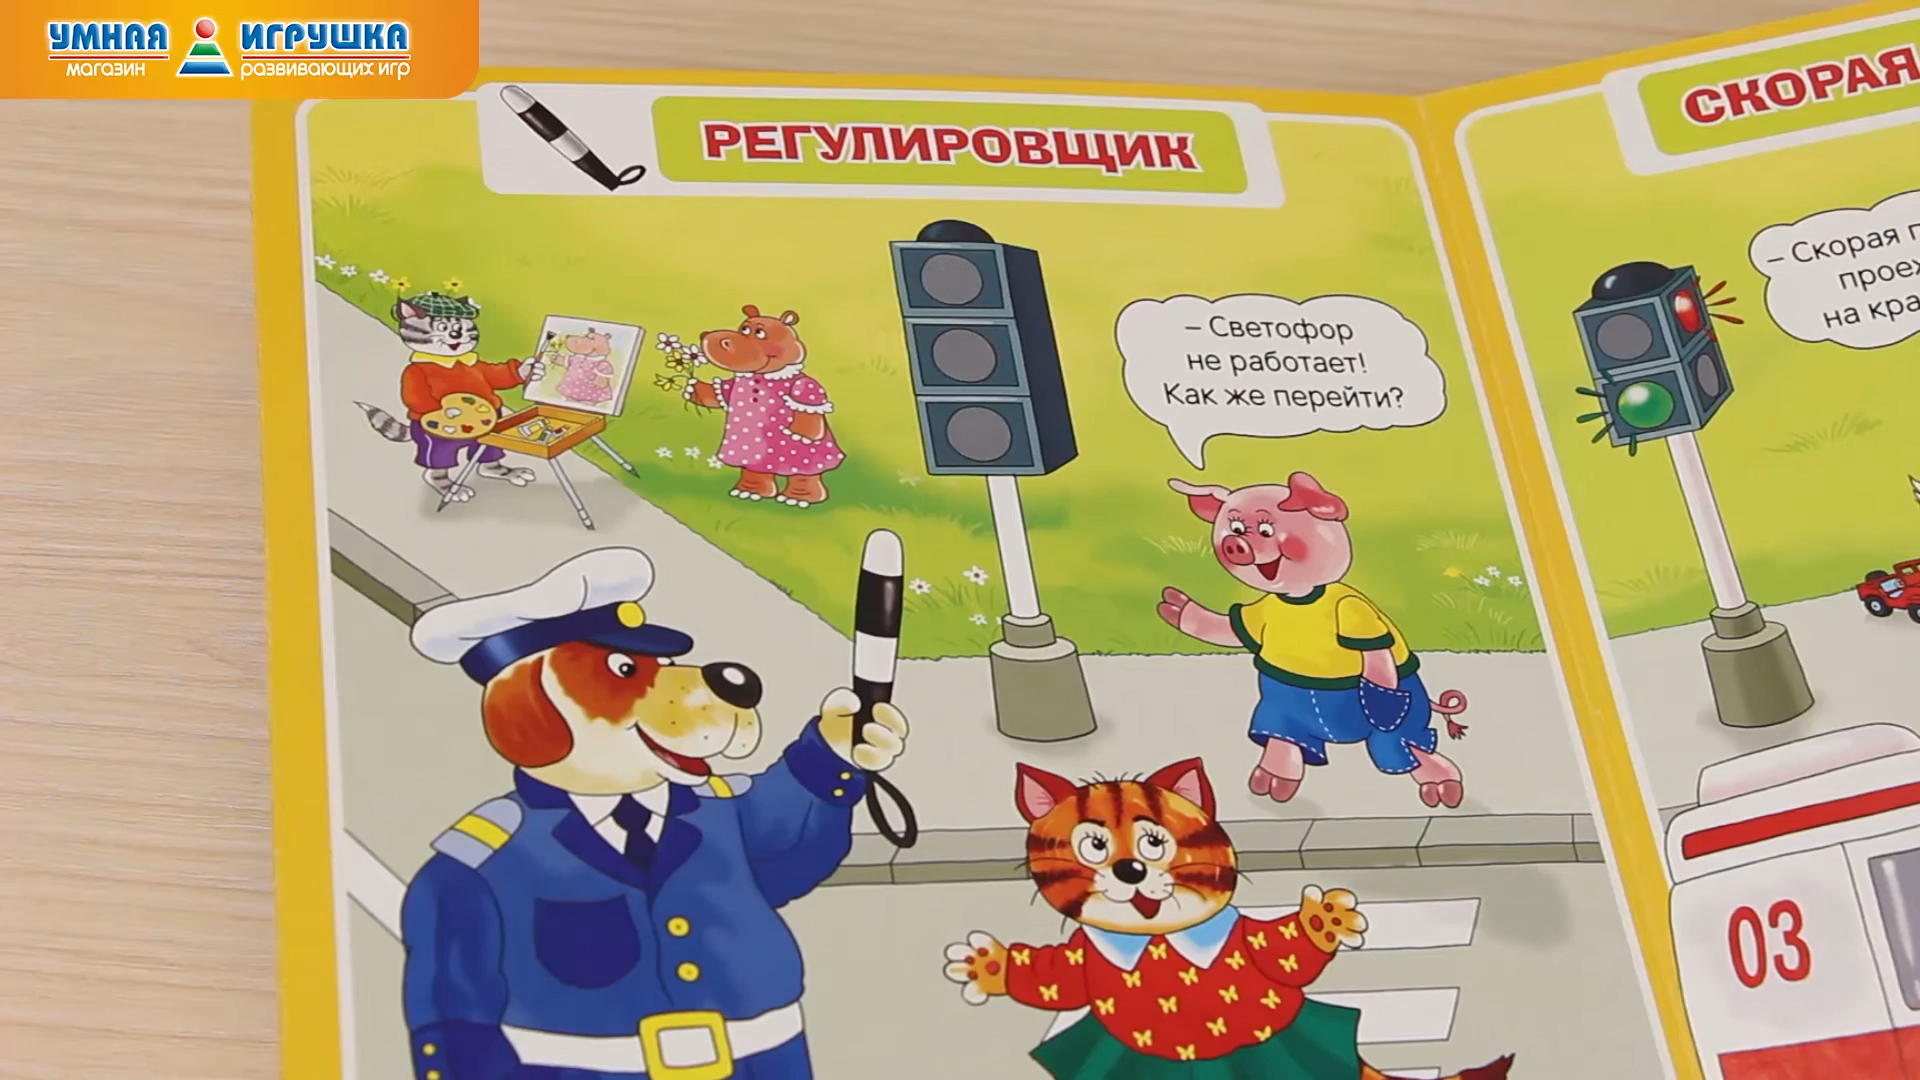 УМНАЯ ИГРУШКА
магазин развивающих игр
РЕГУЛИРОВЩИК
– Светофор
не работает!
Как же перейти?
СКОРАЯ
– Скорая
на
03